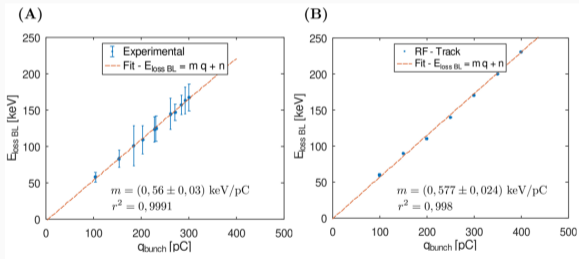 (A)
250
200
150
100
50
0
E_loss BL [keV]
Experimental
Fit - E_loss BL = m q + n
m = (0, 56 ± 0, 03) keV/pC
r² = 0, 9991
0 100 200 300 400 500
q_bunch [pC]
(B)
250
200
150
100
50
0
E_loss BL [keV]
RF - Track
Fit - E_loss BL = m q + n
m = (0, 577 ± 0, 024) keV/pC
r² = 0, 998
0 100 200 300 400 500
q_bunch [pC]